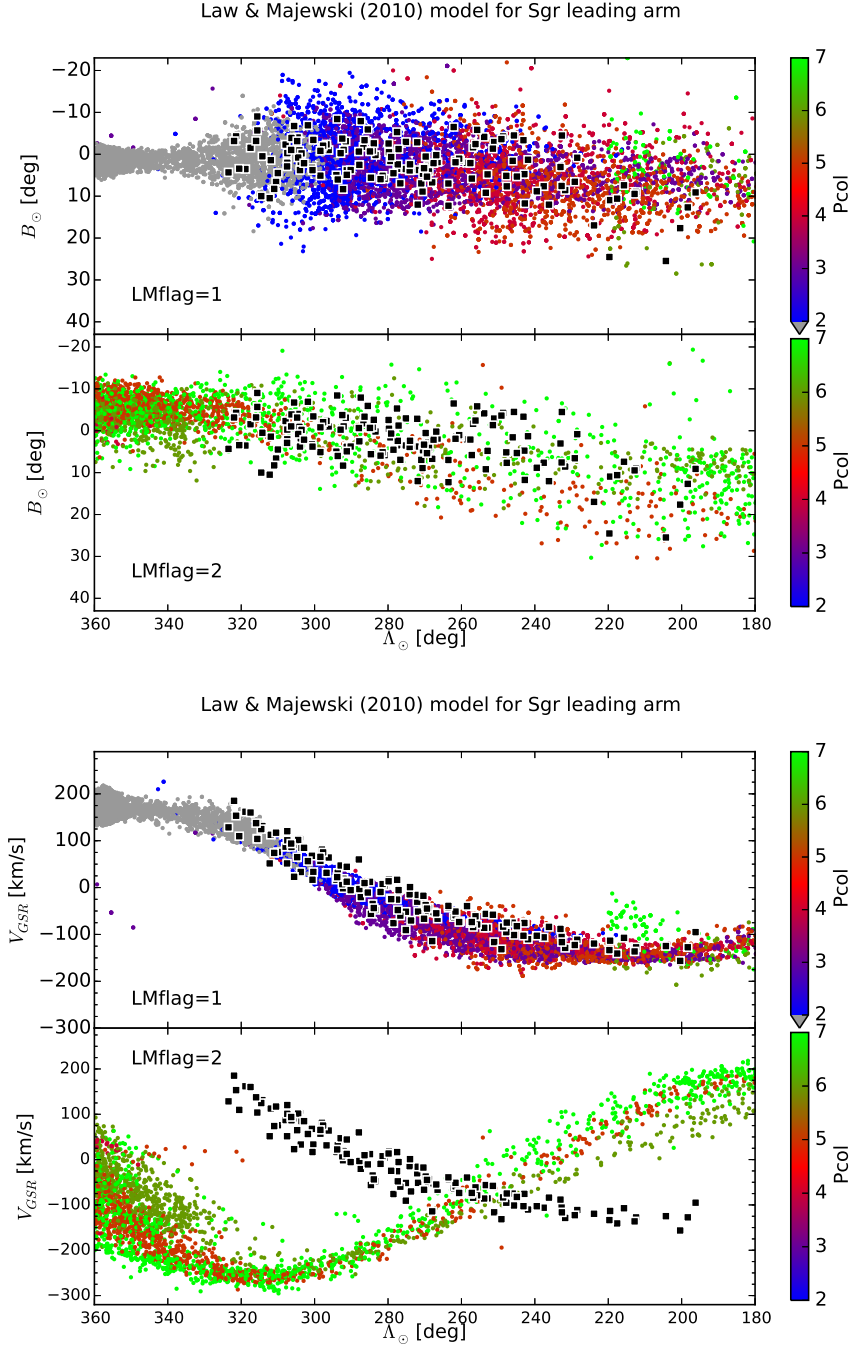 Law & Majewski (2010) model for Sgr leading arm
−20
−10
0
10
20
30
40
B☉ [deg]
LMflag=1
7
6
5
4
3
2
Pcol
−20
−10
0
10
20
30
40
B☉ [deg]
LMflag=2
7
6
5
4
3
2
Pcol
360 340 320 300 280 260 240 220 200 180
Λ☉ [deg]
Law & Majewski (2010) model for Sgr leading arm
200
100
0
−100
−200
−300
V_GSR [km/s]
LMflag=1
7
6
5
4
3
2
Pcol
LMflag=2
200
100
0
−100
−200
−300
V_GSR [km/s]
7
6
5
4
3
2
Pcol
360 340 320 300 280 260 240 220 200 180
Λ☉ [deg]